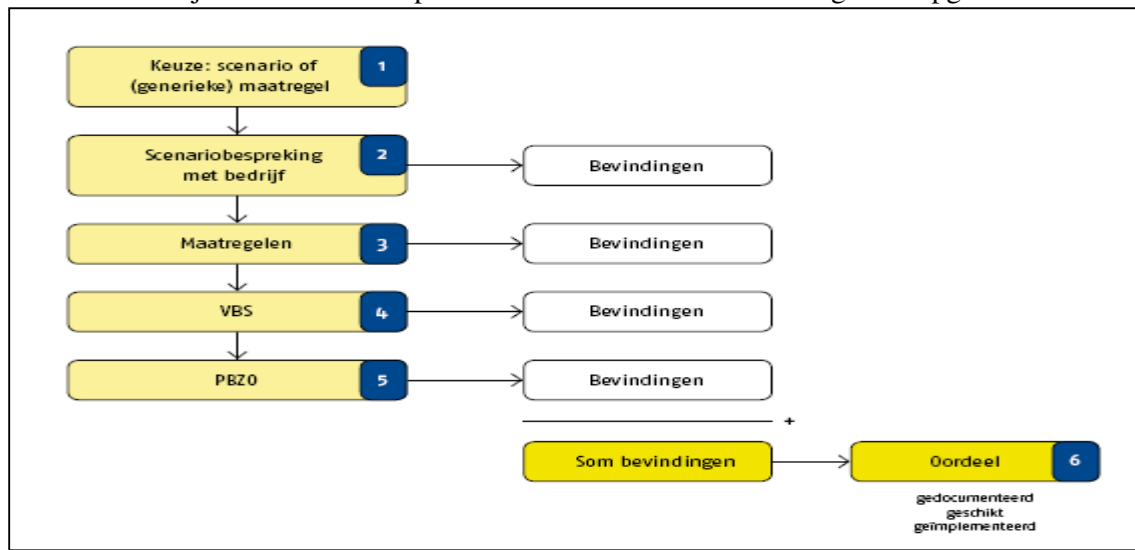 Keuze: scenario of
(generieke) maatregel
1
Scenariobespreking
met bedrijf
2
Bevindingen
Maatregelen
3
Bevindingen
VBS
4
Bevindingen
PBZO
5
Bevindingen
+
Som bevindingen
Oordeel
6
gedocumenteerd
geschikt
geïmplementeerd